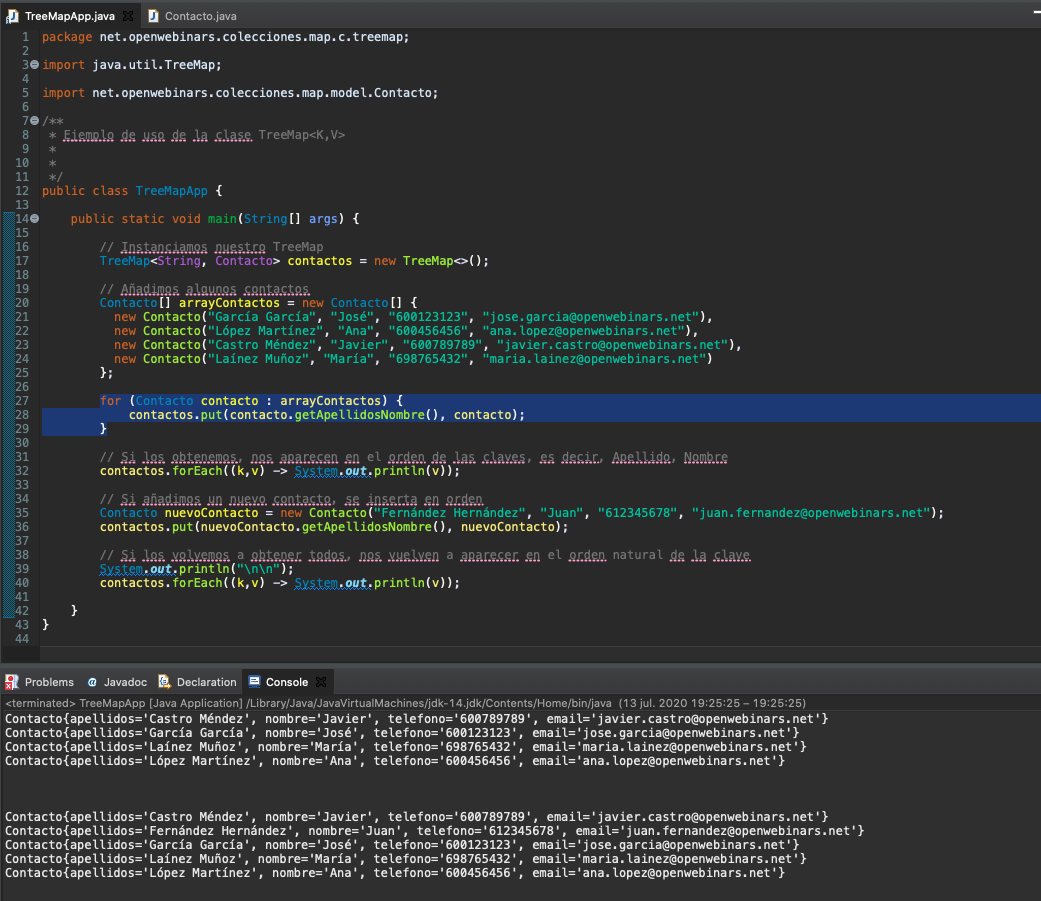 TreeMapApp.java
Contacto.java
1 package net.openwebinars.colecciones.map.c.treemap;
2
3 import java.util.TreeMap;
4
5 import net.openwebinars.colecciones.map.model.Contacto;
6
7 /**
8 * Ejemplo de uso de la clase TreeMap<K,V>
9 *
10 *
11 */
12 public class TreeMapApp {
13
14 public static void main(String[] args) {
15
16 // Instanciamos nuestro TreeMap
17 TreeMap<String, Contacto> contactos = new TreeMap<>();
18
19 // Añadimos algunos contactos
20 Contacto[] arrayContactos = new Contacto[] {
21 new Contacto("García García", "José", "600123123", "jose.garcia@openwebinars.net"),
22 new Contacto("López Martínez", "Ana", "600456456", "ana.lopez@openwebinars.net"),
23 new Contacto("Castro Méndez", "Javier", "600789789", "javier.castro@openwebinars.net"),
24 new Contacto("Laínez Muñoz", "María", "698765432", "maria.lainez@openwebinars.net")
25 };
26
27 for (Contacto contacto : arrayContactos) {
28 contactos.put(contacto.getApellidosNombre(), contacto);
29 }
30
31 // Si los obtenemos, nos aparecen en el orden de las claves, es decir, Apellido, Nombre
32 contactos.forEach((k,v) -> System.out.println(v));
33
34 // Si añadimos un nuevo contacto, se inserta en orden
35 Contacto nuevoContacto = new Contacto("Fernández Hernández", "Juan", "612345678", "juan.fernandez@openwebinars.net");
36 contactos.put(nuevoContacto.getApellidosNombre(), nuevoContacto);
37
38 // Si los volvemos a obtener todos, nos vuelven a aparecer en el orden natural de la clave
39 System.out.println("\n\n");
40 contactos.forEach((k,v) -> System.out.println(v));
41
42 }
43 }
44
Problems @ Javadoc Declaration Console
<terminated> TreeMapApp [Java Application] /Library/Java/JavaVirtualMachines/jdk-14.jdk/Contents/Home/bin/java (13 jul. 2020 19:25:25 – 19:25:25)
Contacto{apellidos='Castro Méndez', nombre='Javier', telefono='600789789', email='javier.castro@openwebinars.net'}
Contacto{apellidos='García García', nombre='José', telefono='600123123', email='jose.garcia@openwebinars.net'}
Contacto{apellidos='Laínez Muñoz', nombre='María', telefono='698765432', email='maria.lainez@openwebinars.net'}
Contacto{apellidos='López Martínez', nombre='Ana', telefono='600456456', email='ana.lopez@openwebinars.net'}
Contacto{apellidos='Castro Méndez', nombre='Javier', telefono='600789789', email='javier.castro@openwebinars.net'}
Contacto{apellidos='Fernández Hernández', nombre='Juan', telefono='612345678', email='juan.fernandez@openwebinars.net'}
Contacto{apellidos='García García', nombre='José', telefono='600123123', email='jose.garcia@openwebinars.net'}
Contacto{apellidos='Laínez Muñoz', nombre='María', telefono='698765432', email='maria.lainez@openwebinars.net'}
Contacto{apellidos='López Martínez', nombre='Ana', telefono='600456456', email='ana.lopez@openwebinars.net'}